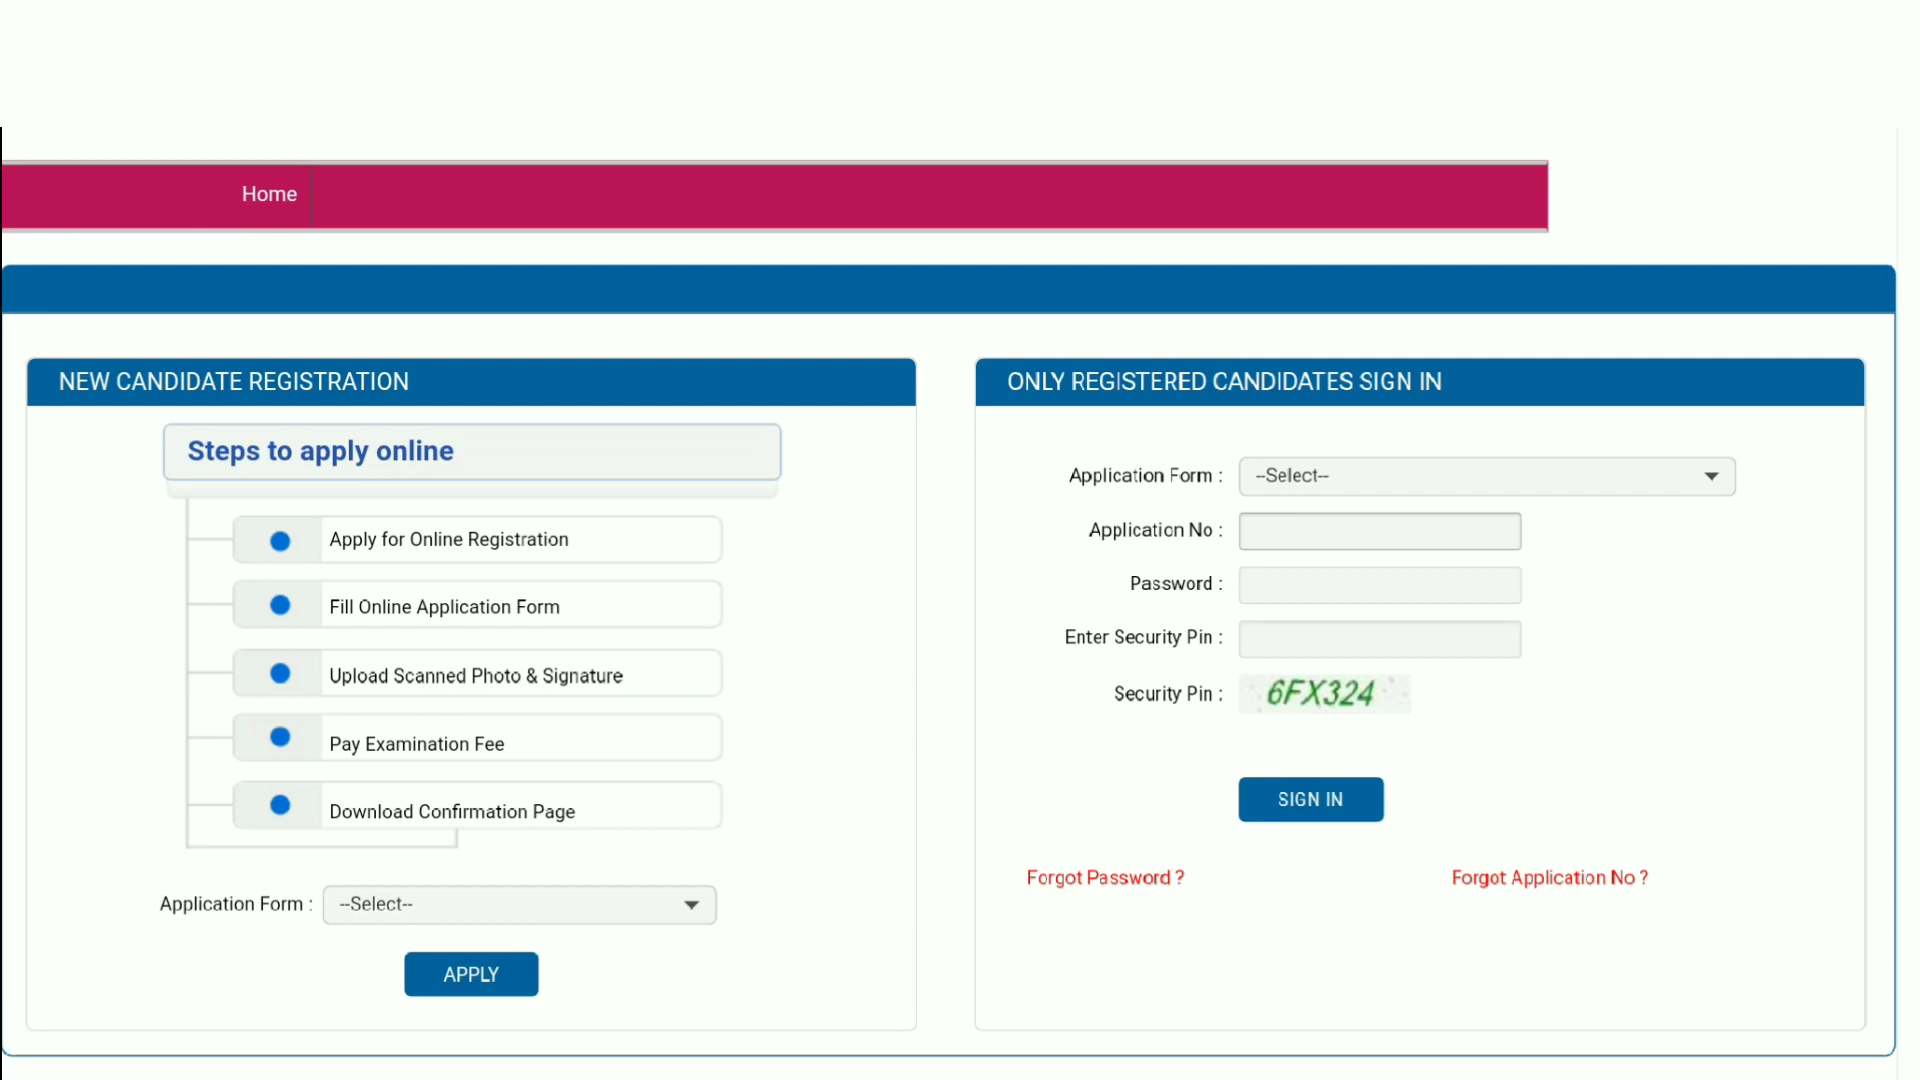 Home
NEW CANDIDATE REGISTRATION
Steps to apply online
Apply for Online Registration
Fill Online Application Form
Upload Scanned Photo & Signature
Pay Examination Fee
Download Confirmation Page
Application Form : --Select--
APPLY
ONLY REGISTERED CANDIDATES SIGN IN
Application Form : --Select--
Application No :
Password :
Enter Security Pin :
Security Pin : 6FX324
SIGN IN
Forgot Password ? Forgot Application No ?